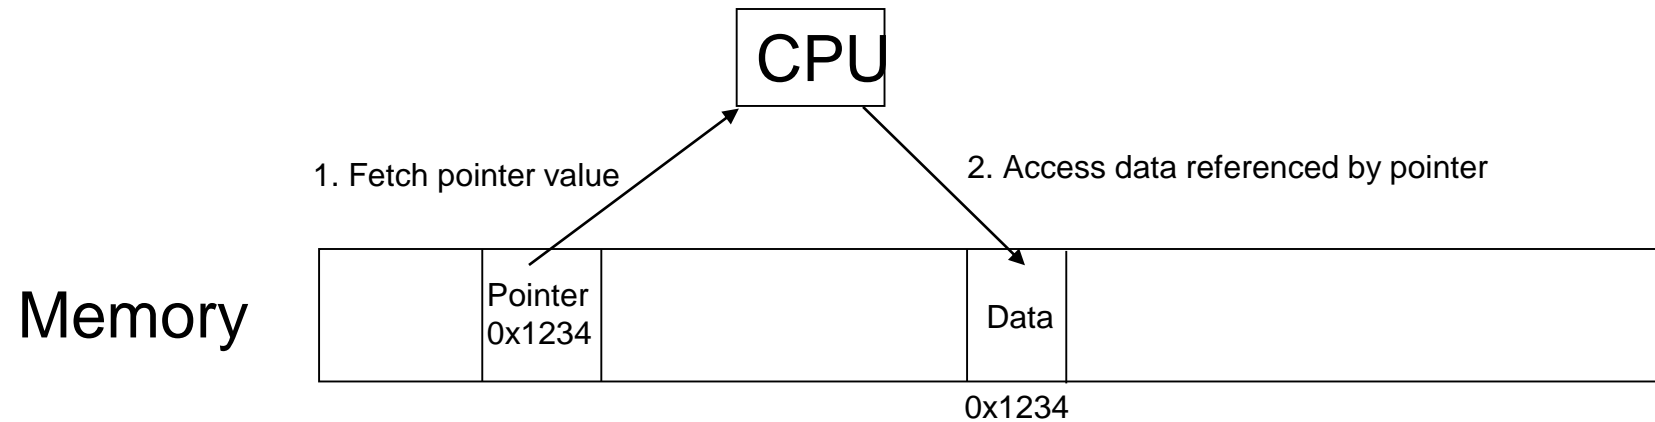 CPU
1. Fetch pointer value
2. Access data referenced by pointer
Memory
Pointer
0x1234
Data
0x1234